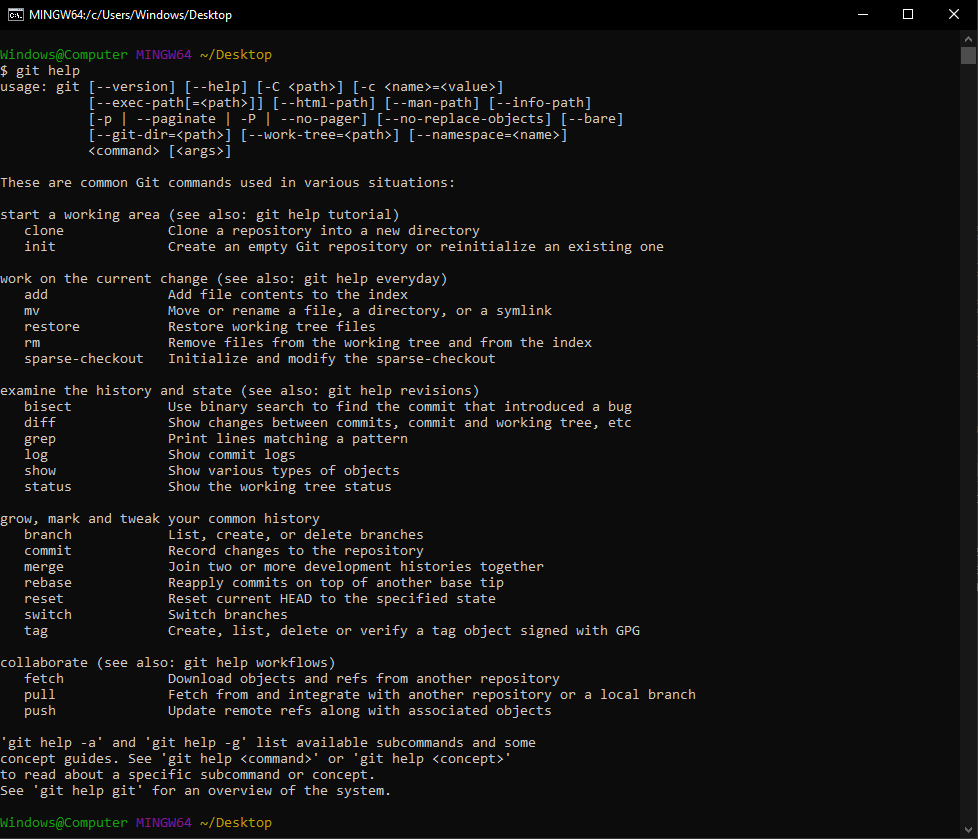 MINGW64:/c/Users/Windows/Desktop
Windows@Computer MINGW64 ~/Desktop
$ git help
usage: git [--version] [--help] [-C <path>] [-c <name>=<value>]
           [--exec-path[=<path>]] [--html-path] [--man-path] [--info-path]
           [-p | --paginate | -P | --no-pager] [--no-replace-objects] [--bare]
           [--git-dir=<path>] [--work-tree=<path>] [--namespace=<name>]
           <command> [<args>]

These are common Git commands used in various situations:

start a working area (see also: git help tutorial)
   clone             Clone a repository into a new directory
   init              Create an empty Git repository or reinitialize an existing one

work on the current change (see also: git help everyday)
   add               Add file contents to the index
   mv                Move or rename a file, a directory, or a symlink
   restore           Restore working tree files
   rm                Remove files from the working tree and from the index
   sparse-checkout   Initialize and modify the sparse-checkout

examine the history and state (see also: git help revisions)
   bisect            Use binary search to find the commit that introduced a bug
   diff              Show changes between commits, commit and working tree, etc
   grep              Print lines matching a pattern
   log               Show commit logs
   show              Show various types of objects
   status            Show the working tree status

grow, mark and tweak your common history
   branch            List, create, or delete branches
   commit            Record changes to the repository
   merge             Join two or more development histories together
   rebase            Reapply commits on top of another base tip
   reset             Reset current HEAD to the specified state
   switch            Switch branches
   tag               Create, list, delete or verify a tag object signed with GPG

collaborate (see also: git help workflows)
   fetch             Download objects and refs from another repository
   pull              Fetch from and integrate with another repository or a local branch
   push              Update remote refs along with associated objects

'git help -a' and 'git help -g' list available subcommands and some
concept guides. See 'git help <command>' or 'git help <concept>'
to read about a specific subcommand or concept.
See 'git help git' for an overview of the system.

Windows@Computer MINGW64 ~/Desktop